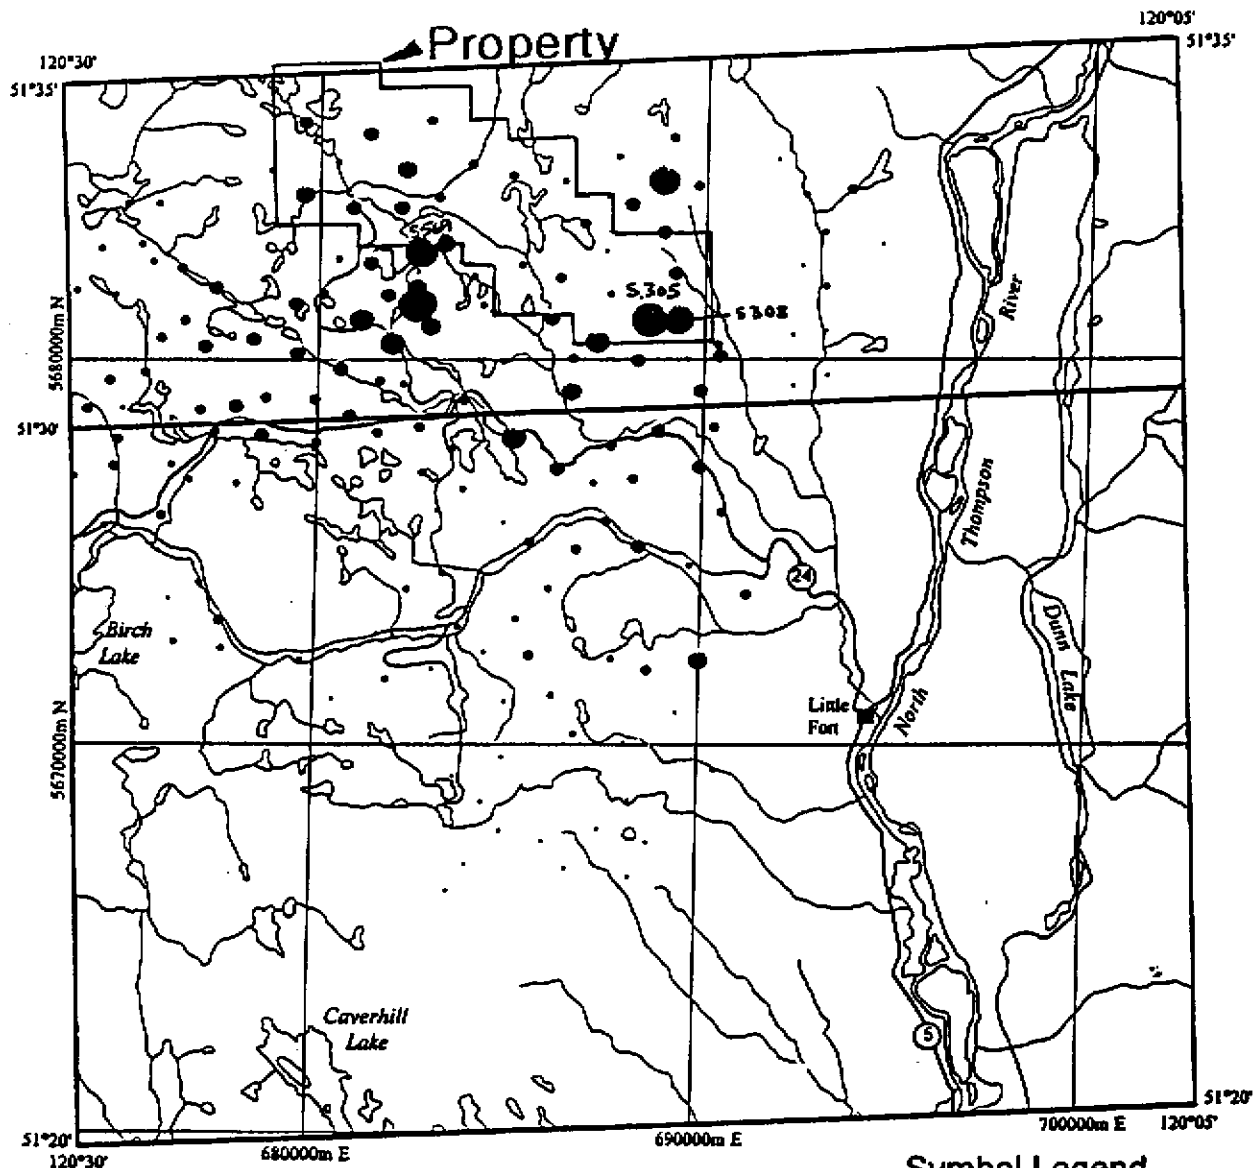 Property
120°05'
51°35'
120°30'
51°35'
S.305
S308
River
5680000m N
51°30'
Thompson
24
Birch
Lake
Dunn
Lake
Little
Fort
North
5670000m N
Caverhill
Lake
5
51°20'
120°30'
680000m E
690000m E
700000m E
51°20'
120°05'
Symbol Legend